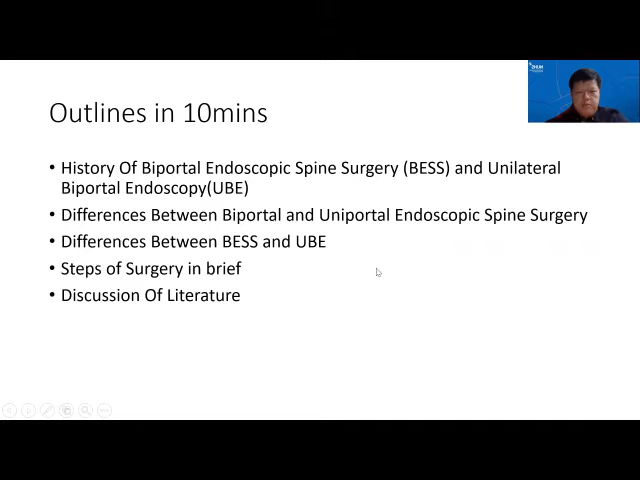 Outlines in 10mins
• History Of Biportal Endoscopic Spine Surgery (BESS) and Unilateral
Biportal Endoscopy(UBE)
• Differences Between Biportal and Uniportal Endoscopic Spine Surgery
• Differences Between BESS and UBE
• Steps of Surgery in brief
• Discussion Of Literature